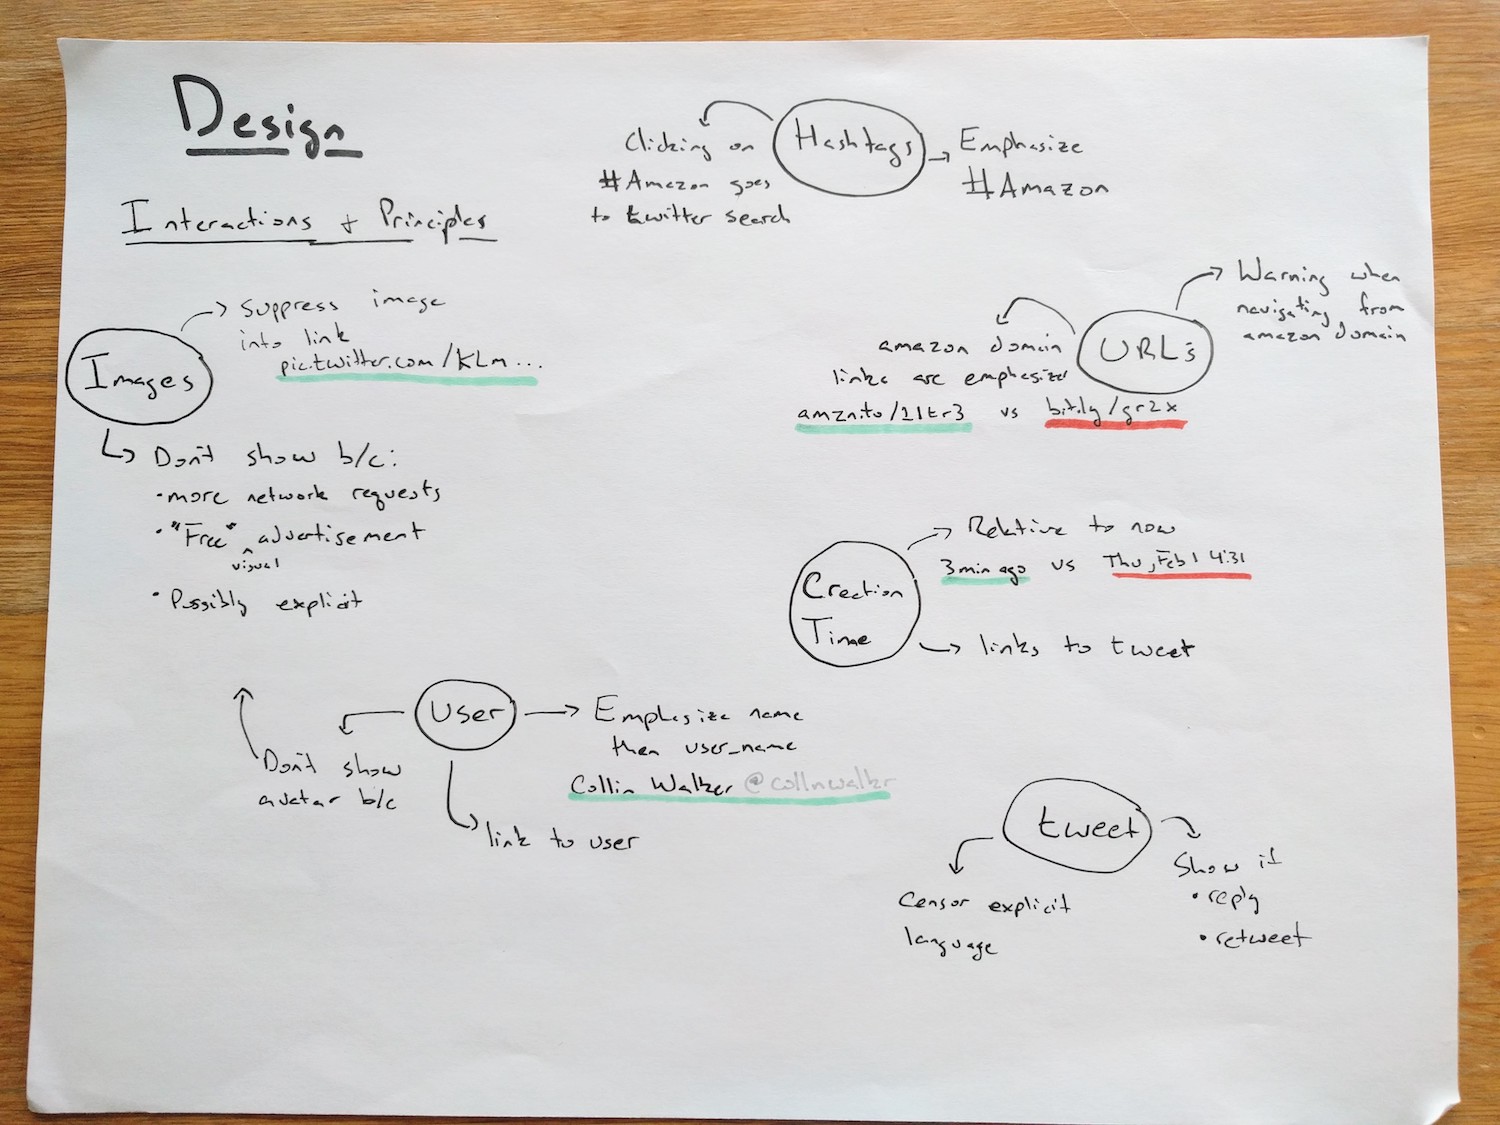 Design
Interactions + Principles
Hashtags
Clicking on
#Amazon goes
to twitter search
Emphasize
#Amazon
Images
suppress image
into link
pic.twitter.com/KLm...
Don't show b/c:
• more network requests
• "Free" advertisement
visual
• Possibly explicit
URL's
amazon domain
links are emphasized
amzn.to/11tr3 vs bit.ly/gr2x
Warning when
navigating from
amazon domain
Creation
Time
Relative to now
3 min ago vs Thu, Feb 1 4:31
links to tweet
User
Don't show
avatar b/c
link to user
Emphasize name
then user_name
Collin Walker @collnwalkr
tweet
Censor explicit
language
Show if
• reply
• retweet